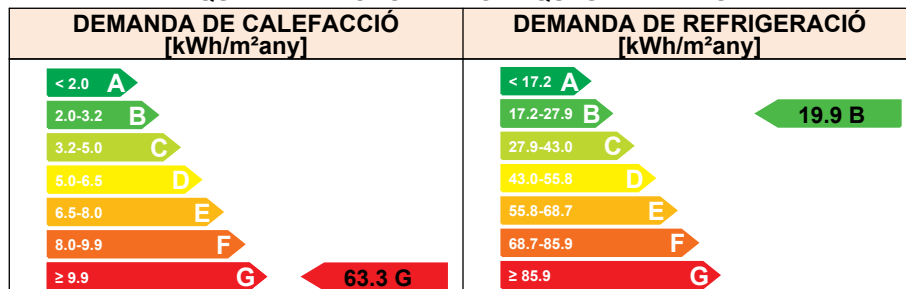 DEMANDA DE CALEFACCIÓ
[kWh/m²any]
< 2.0 A
2.0-3.2 B
3.2-5.0 C
5.0-6.5 D
6.5-8.0 E
8.0-9.9 F
≥ 9.9 G
63.3 G
DEMANDA DE REFRIGERACIÓ
[kWh/m²any]
< 17.2 A
17.2-27.9 B
19.9 B
27.9-43.0 C
43.0-55.8 D
55.8-68.7 E
68.7-85.9 F
≥ 85.9 G